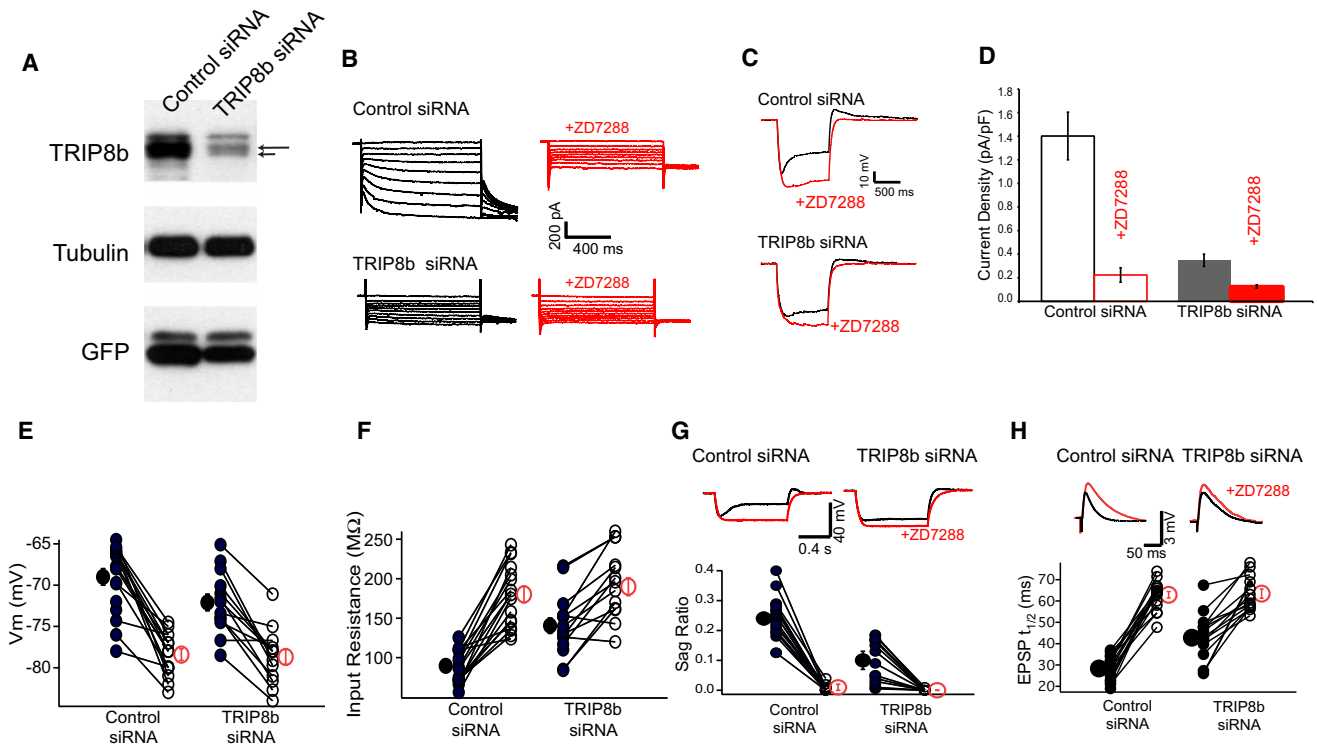 A
Control siRNA
TRIP8b siRNA
TRIP8b
Tubulin
GFP
B
Control siRNA
+ZD7288
200 pA
400 ms
TRIP8b siRNA
+ZD7288
C
Control siRNA
10 mV
500 ms
+ZD7288
TRIP8b siRNA
+ZD7288
D
Current Density (pA/pF)
1.8
1.6
1.4
1.2
1.0
0.8
0.6
0.4
0.2
0.0
+ZD7288
+ZD7288
Control siRNA
TRIP8b siRNA
E
Vm (mV)
-65
-70
-75
-80
Control
siRNA
TRIP8b
siRNA
F
Input Resistance (MΩ)
250
200
150
100
Control
siRNA
TRIP8b
siRNA
G
Control siRNA
TRIP8b siRNA
40 mV
0.4 s
+ZD7288
Sag Ratio
0.4
0.3
0.2
0.1
0.0
Control
siRNA
TRIP8b
siRNA
H
Control siRNA
TRIP8b siRNA
+ZD7288
3 mV
50 ms
EPSP t1/2 (ms)
70
60
50
40
30
20
Control
siRNA
TRIP8b
siRNA